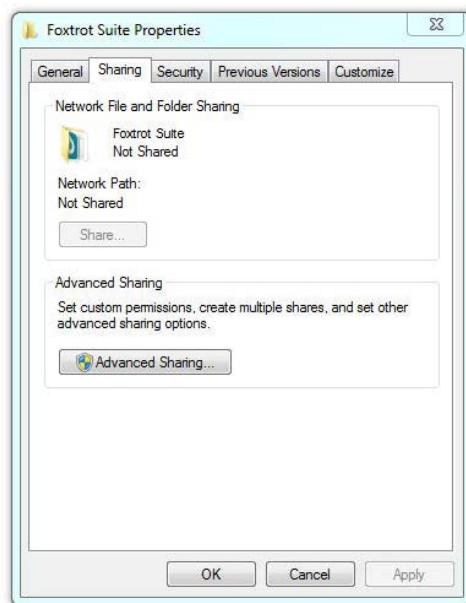 Foxtrot Suite Properties
General Sharing Security Previous Versions Customize
Network File and Folder Sharing
Foxtrot Suite
Not Shared
Network Path:
Not Shared
Share...
Advanced Sharing
Set custom permissions, create multiple shares, and set other
advanced sharing options.
Advanced Sharing...
OK Cancel Apply